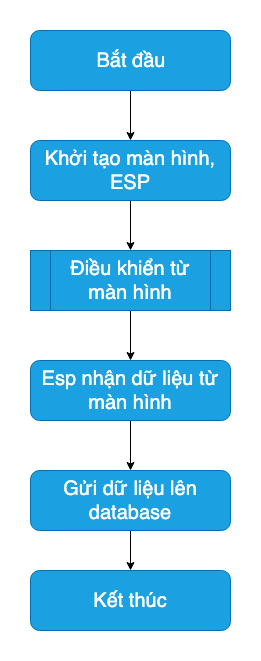 Bắt đầu
Khởi tạo màn hình,
ESP
Điều khiển từ
màn hình
Esp nhận dữ liệu từ
màn hình
Gửi dữ liệu lên
database
Kết thúc